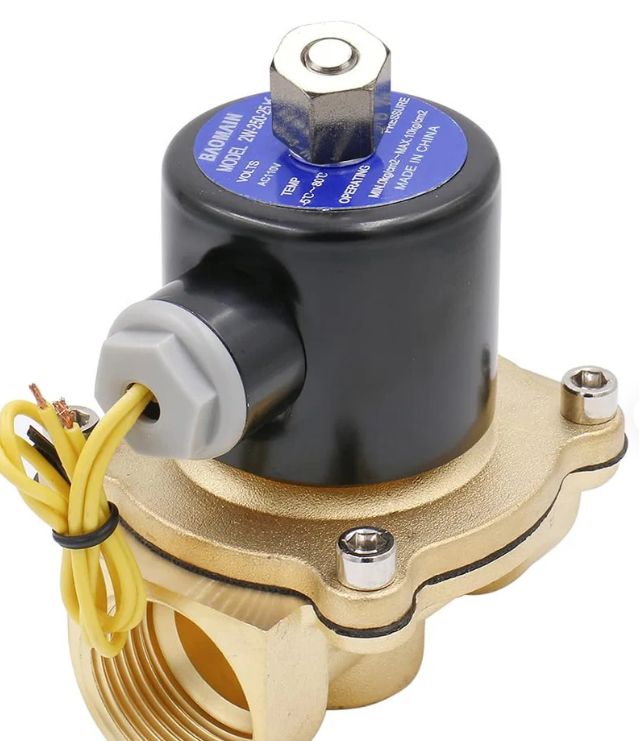 BAOMAIN
MODEL 2W-250-25
VOLTS
AC110V
TEMP
-5℃~80℃
OPERATING PRESSURE
MIN.0kg/cm2~MAX.10kg/cm2
MADE IN CHINA